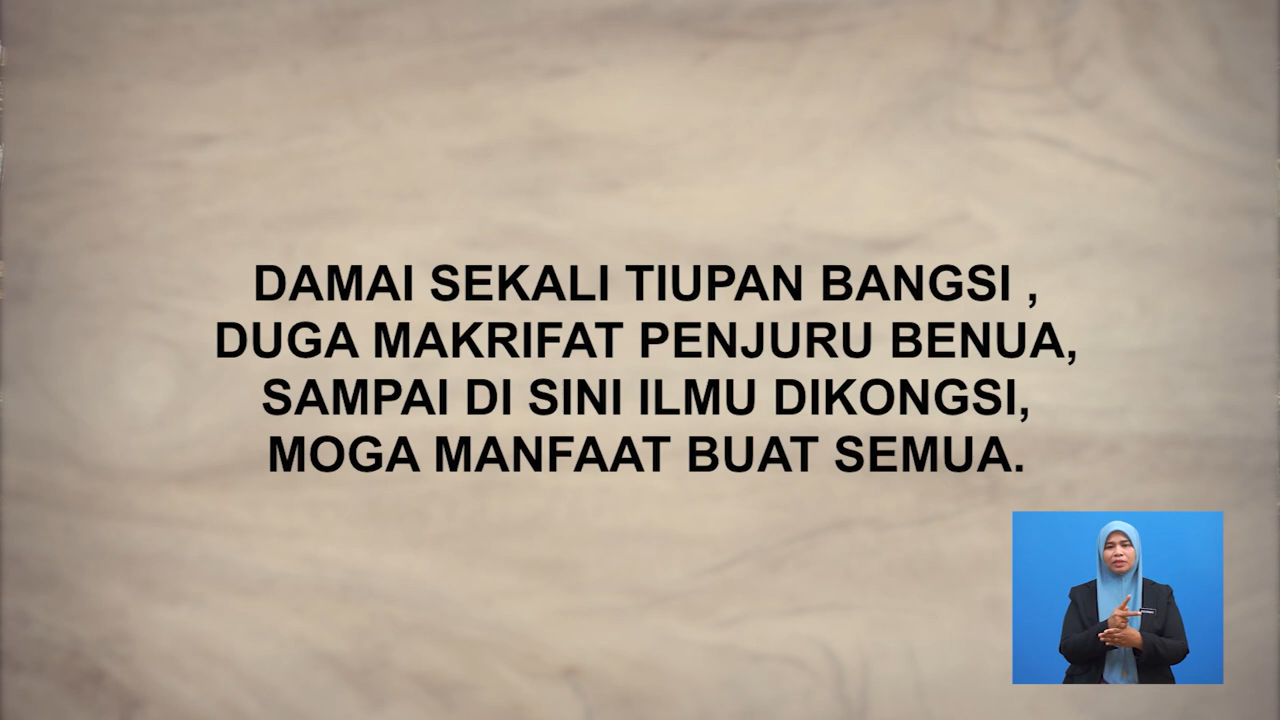 DAMAI SEKALI TIUPAN BANGSI ,
DUGA MAKRIFAT PENJURU BENUA,
SAMPAI DI SINI ILMU DIKONGSI,
MOGA MANFAAT BUAT SEMUA.